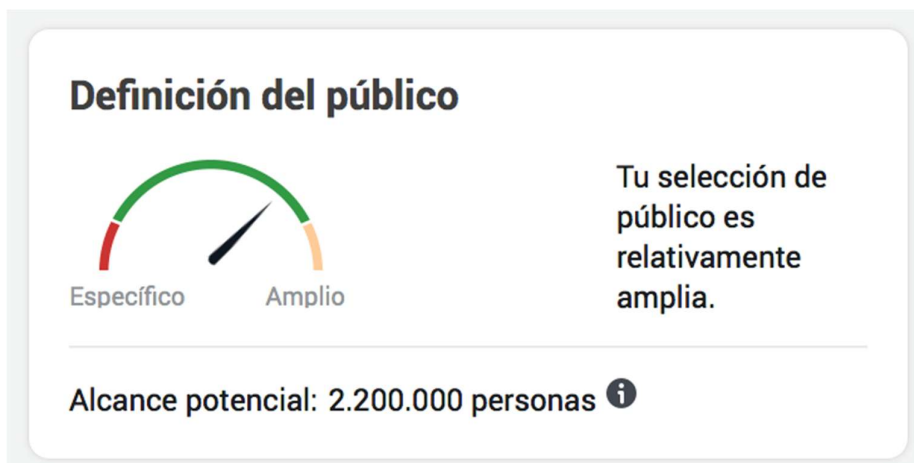 Definición del público
Tu selección de
público es
relativamente
amplia.
Específico
Amplio
Alcance potencial: 2.200.000 personas